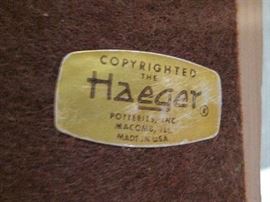 COPYRIGHTED
THE
Haeger
©
POTTERIES, INC.
MACOMB, ILL.
MADE IN USA